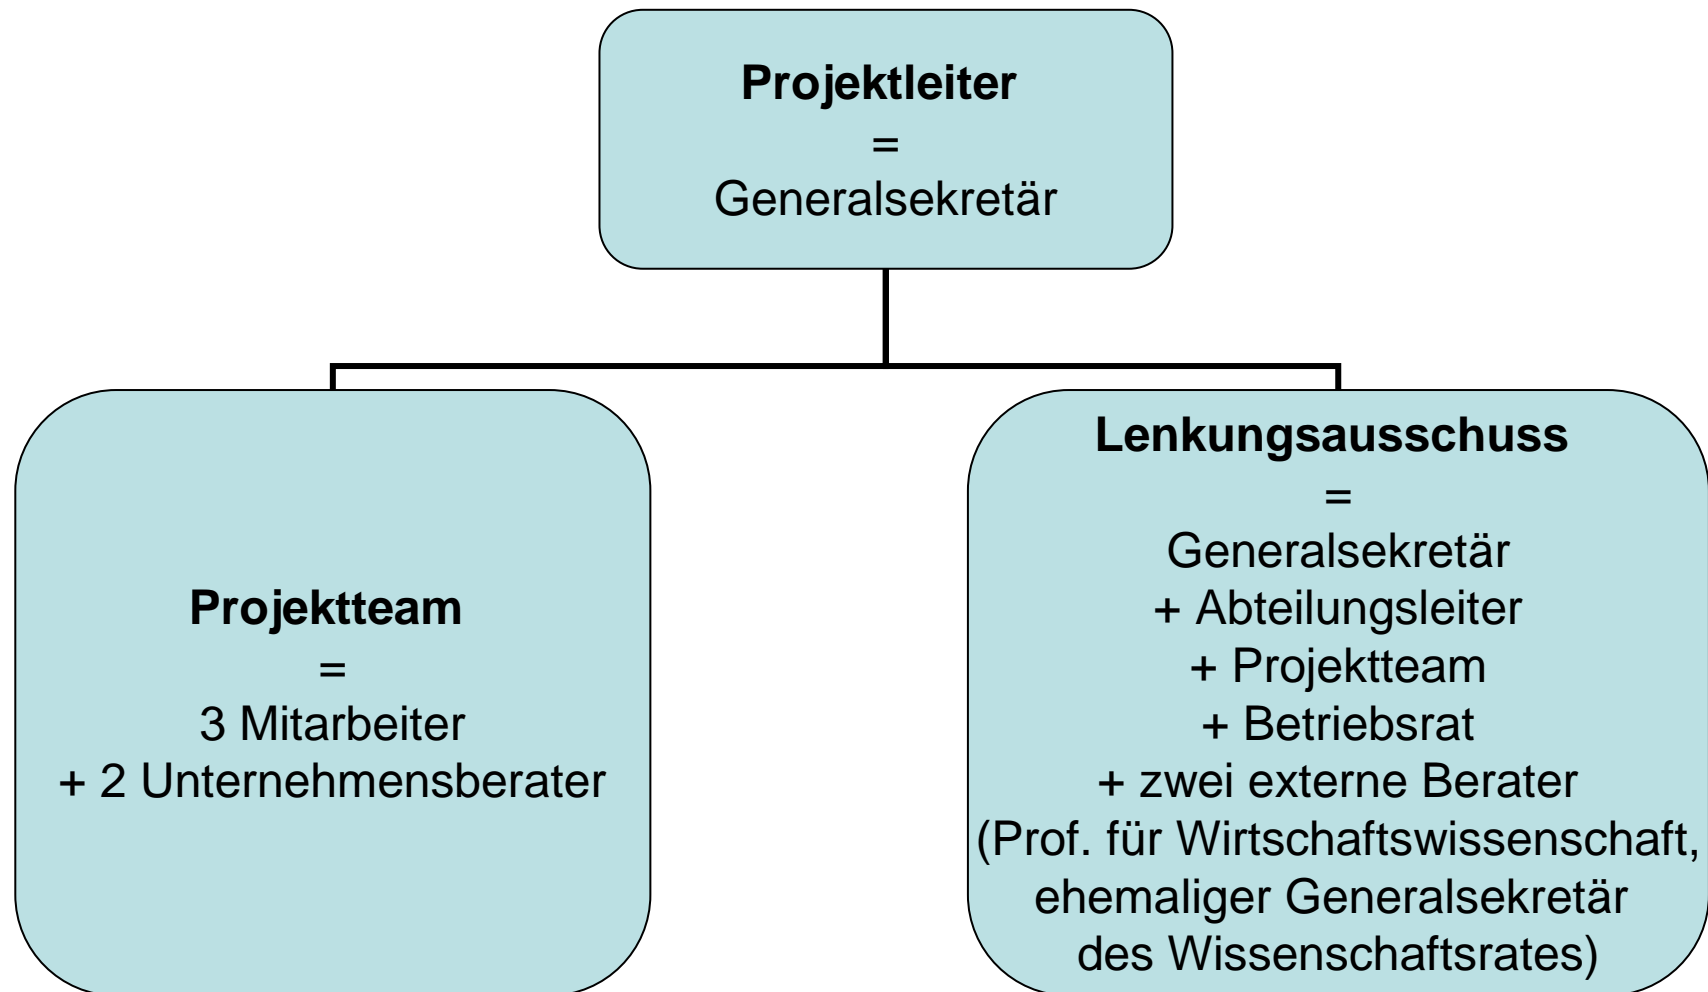 Projektleiter
=
Generalsekretär
Projektteam
=
3 Mitarbeiter
+ 2 Unternehmensberater
Lenkungsausschuss
=
Generalsekretär
+ Abteilungsleiter
+ Projektteam
+ Betriebsrat
+ zwei externe Berater
(Prof. für Wirtschaftswissenschaft,
ehemaliger Generalsekretär
des Wissenschaftsrates)